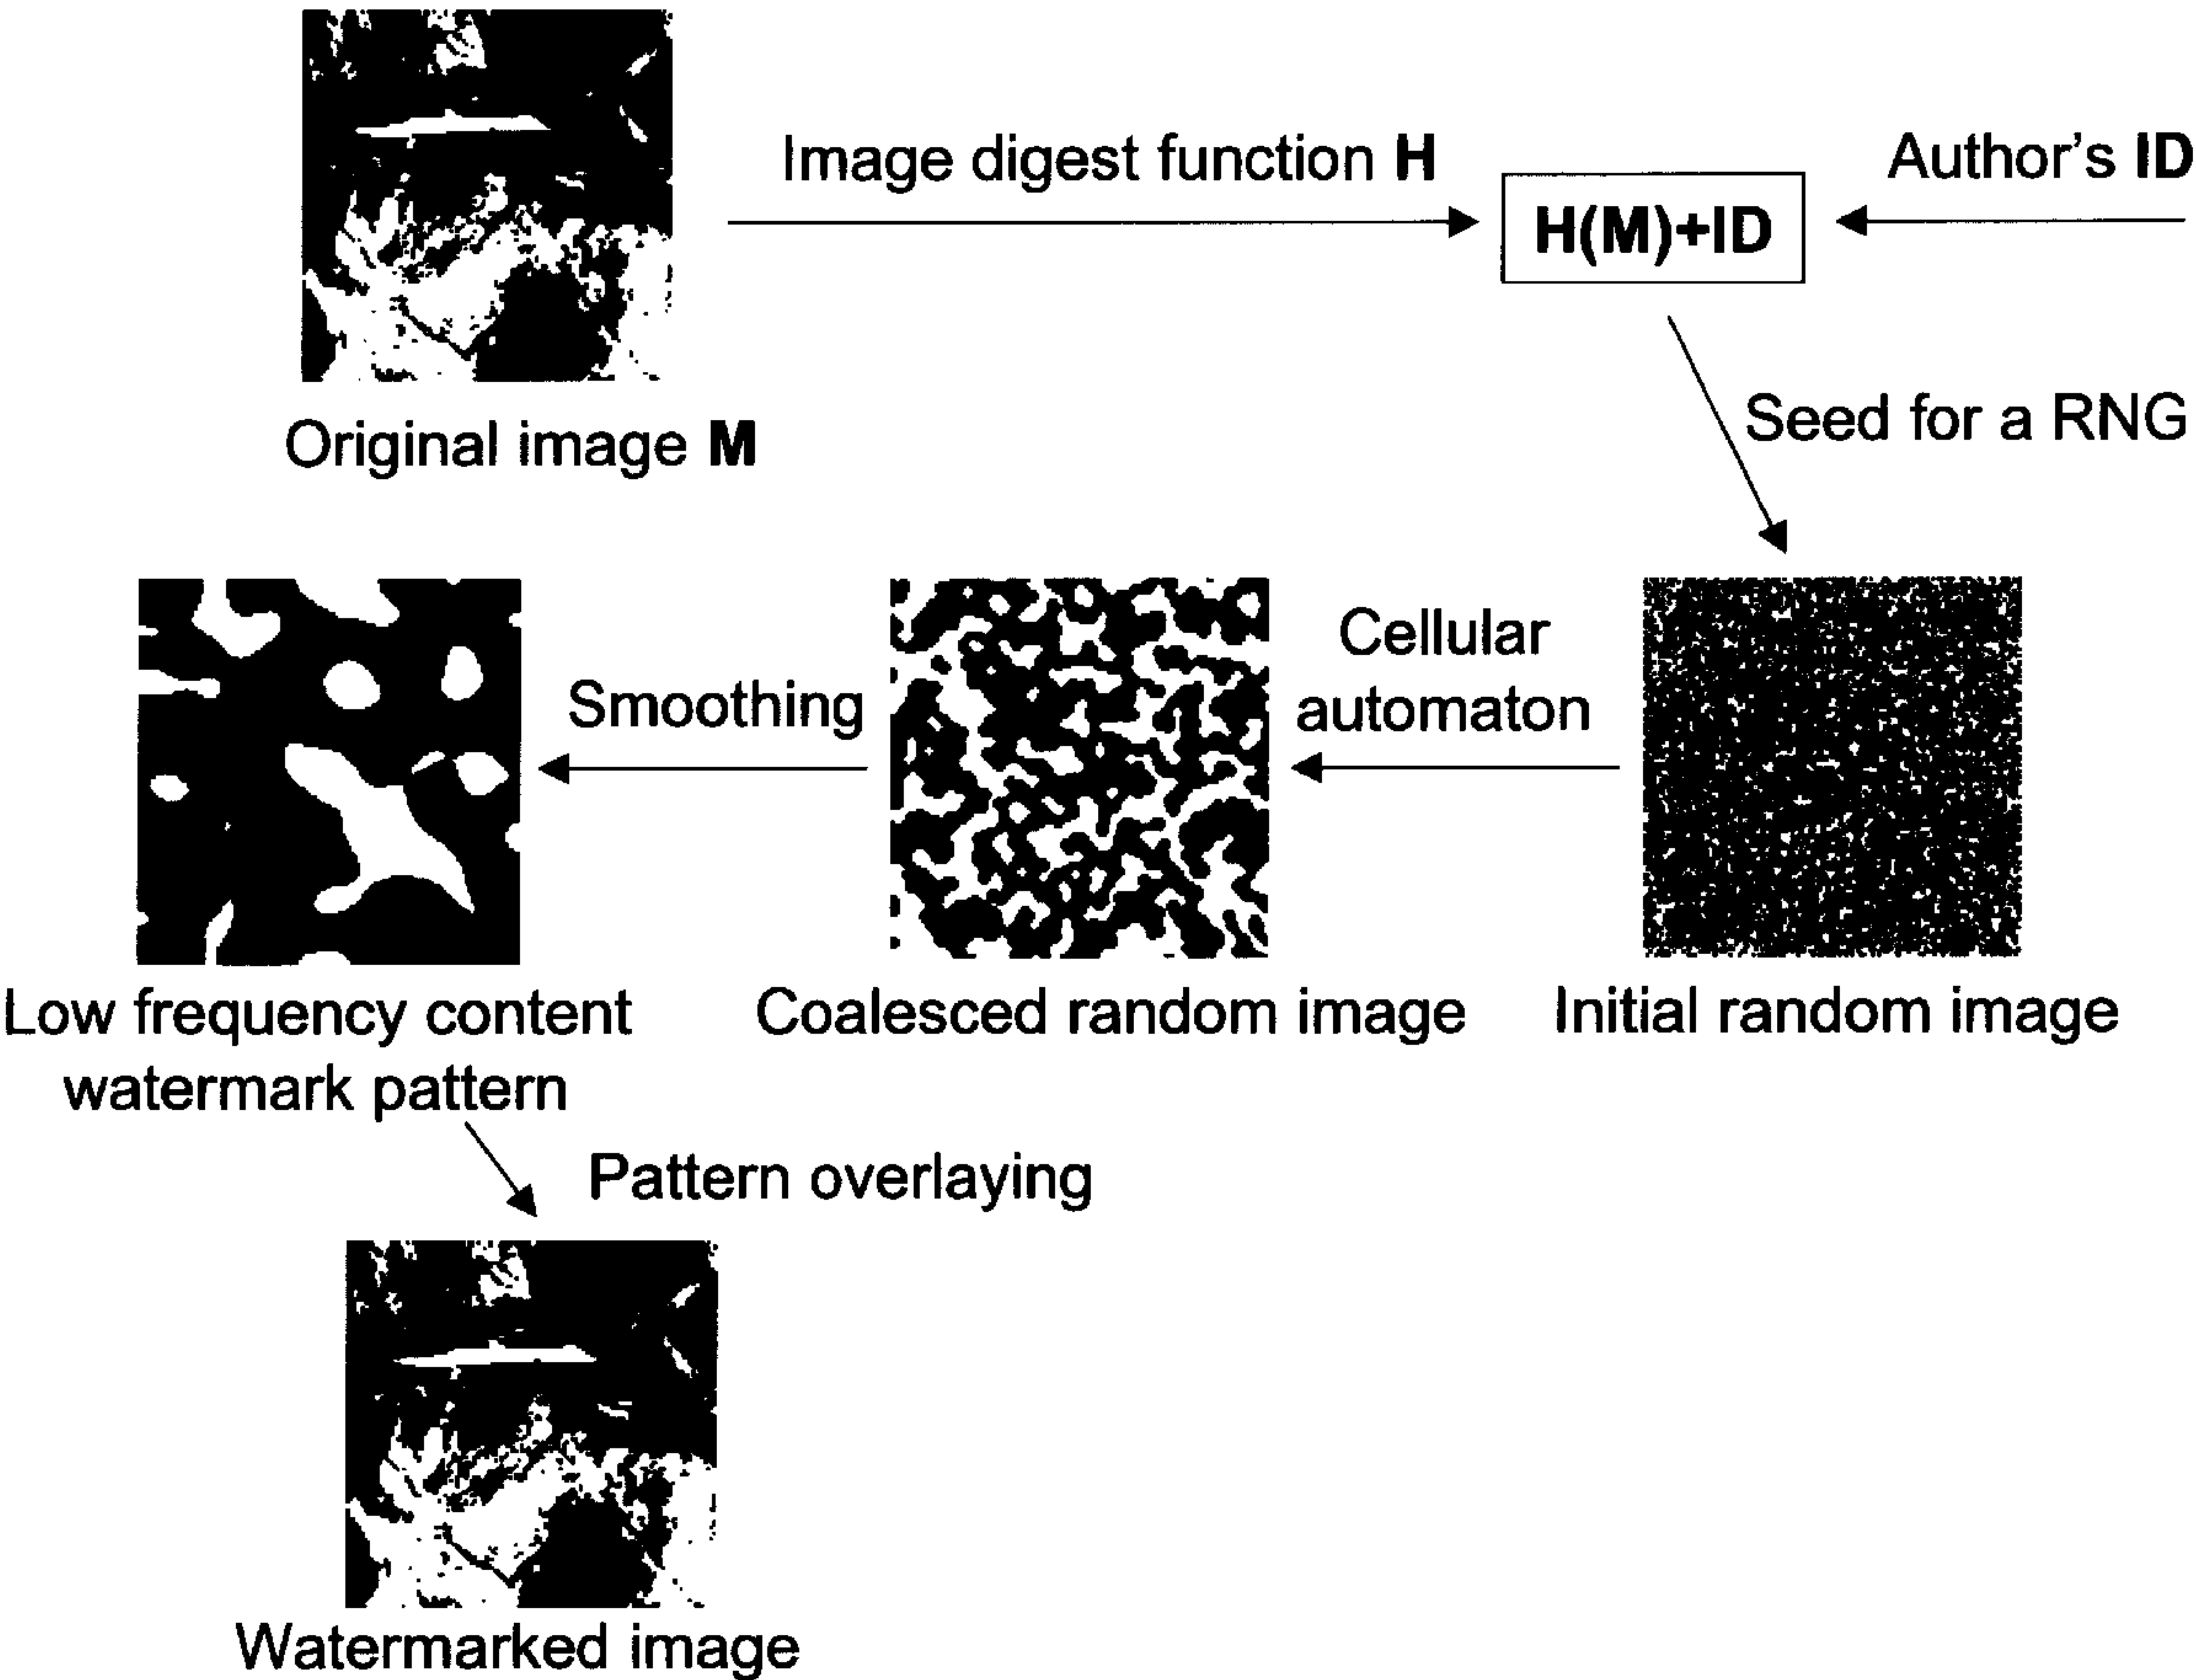 Image digest function H
Author's ID
H(M)+ID
Original image M
Seed for a RNG
Cellular
automaton
Smoothing
Low frequency content
watermark pattern
Coalesced random image
Initial random image
Pattern overlaying
Watermarked image